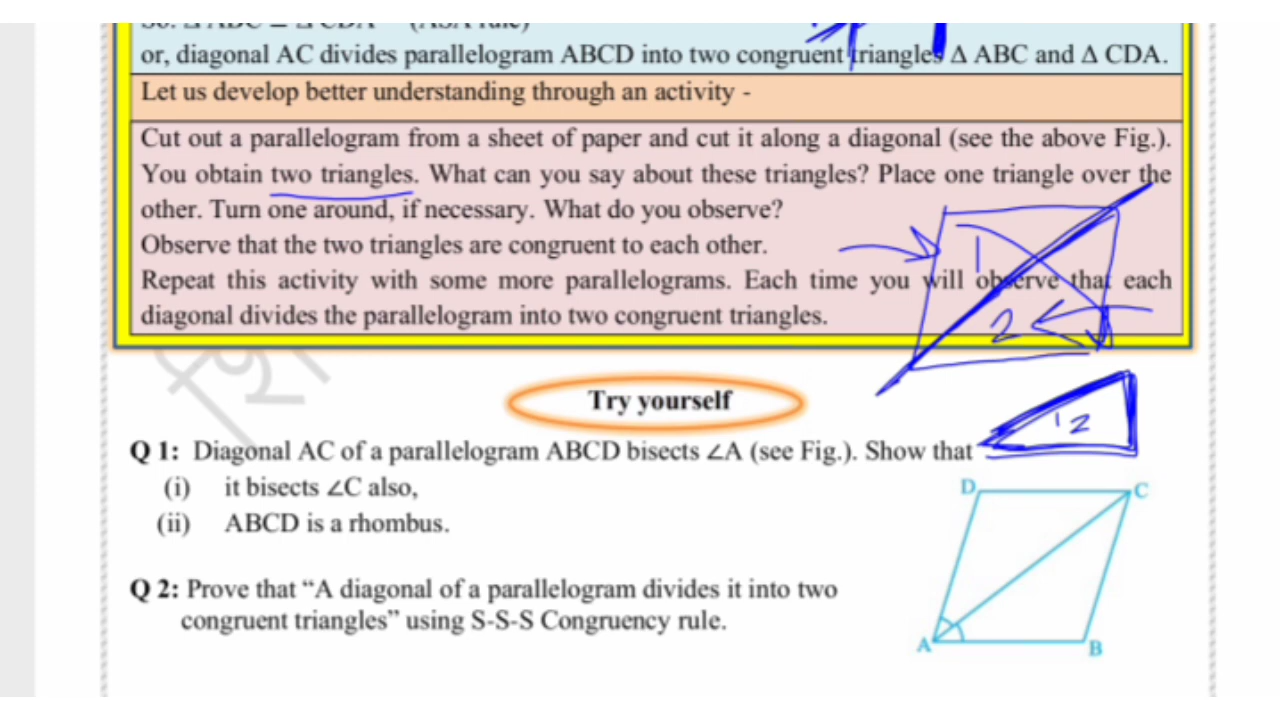 or, diagonal AC divides parallelogram ABCD into two congruent triangles Δ ABC and Δ CDA.
Let us develop better understanding through an activity -
Cut out a parallelogram from a sheet of paper and cut it along a diagonal (see the above Fig.).
You obtain two triangles. What can you say about these triangles? Place one triangle over the
other. Turn one around, if necessary. What do you observe?
Observe that the two triangles are congruent to each other.
Repeat this activity with some more parallelograms. Each time you will observe that each
diagonal divides the parallelogram into two congruent triangles.
1
2
1 2
Try yourself
Q 1: Diagonal AC of a parallelogram ABCD bisects ∠A (see Fig.). Show that
(i) it bisects ∠C also,
(ii) ABCD is a rhombus.
D C
Q 2: Prove that “A diagonal of a parallelogram divides it into two
congruent triangles” using S-S-S Congruency rule.
A B